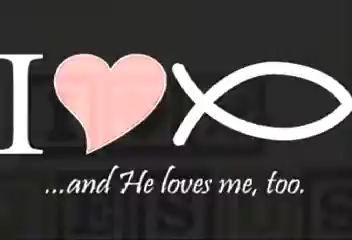 I
...and He loves me, too.